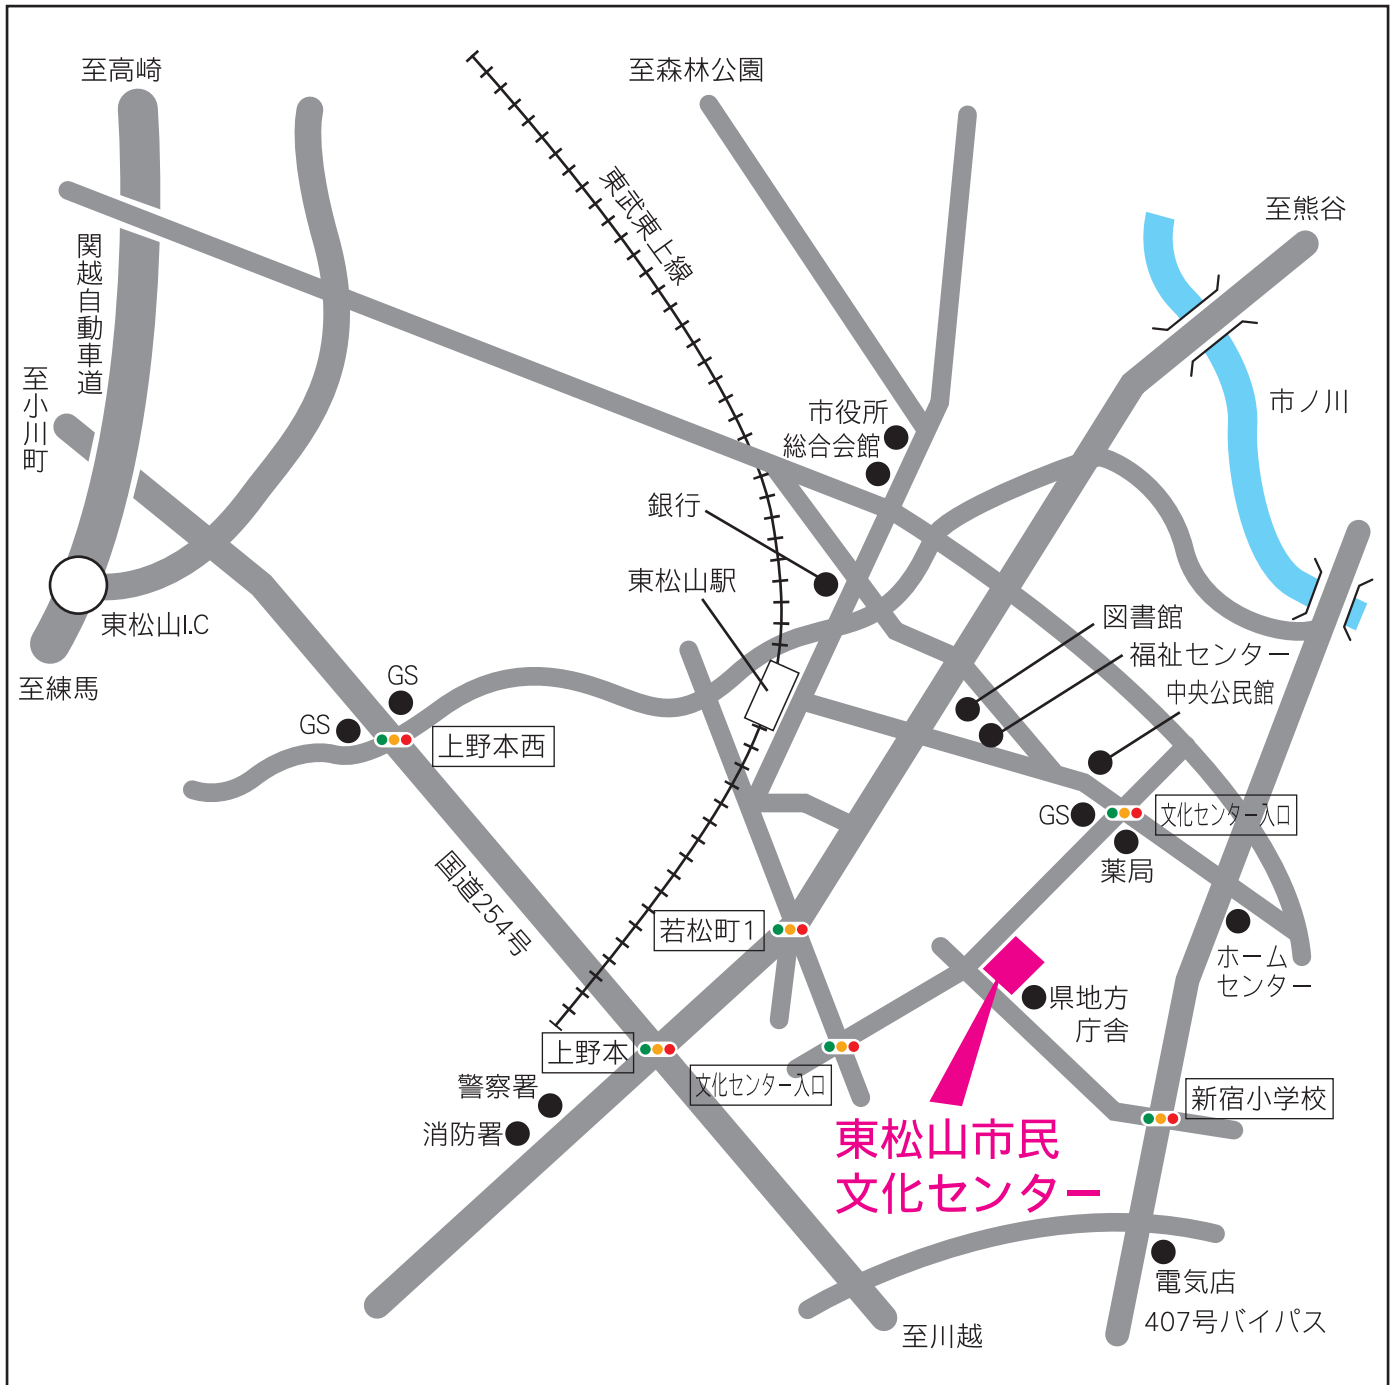 至高崎
至森林公園
東武東上線
至熊谷
関越自動車道
至小川町
市ノ川
市役所
総合会館
銀行
東松山駅
東松山I.C
図書館
福祉センター
中央公民館
至練馬
GS
GS
上野本西
GS
文化センター入口
薬局
国道254号
若松町1
ホーム
センター
県地方
庁舎
上野本
文化センター入口
警察署
消防署
新宿小学校
東松山市民
文化センター
電気店
407号バイパス
至川越